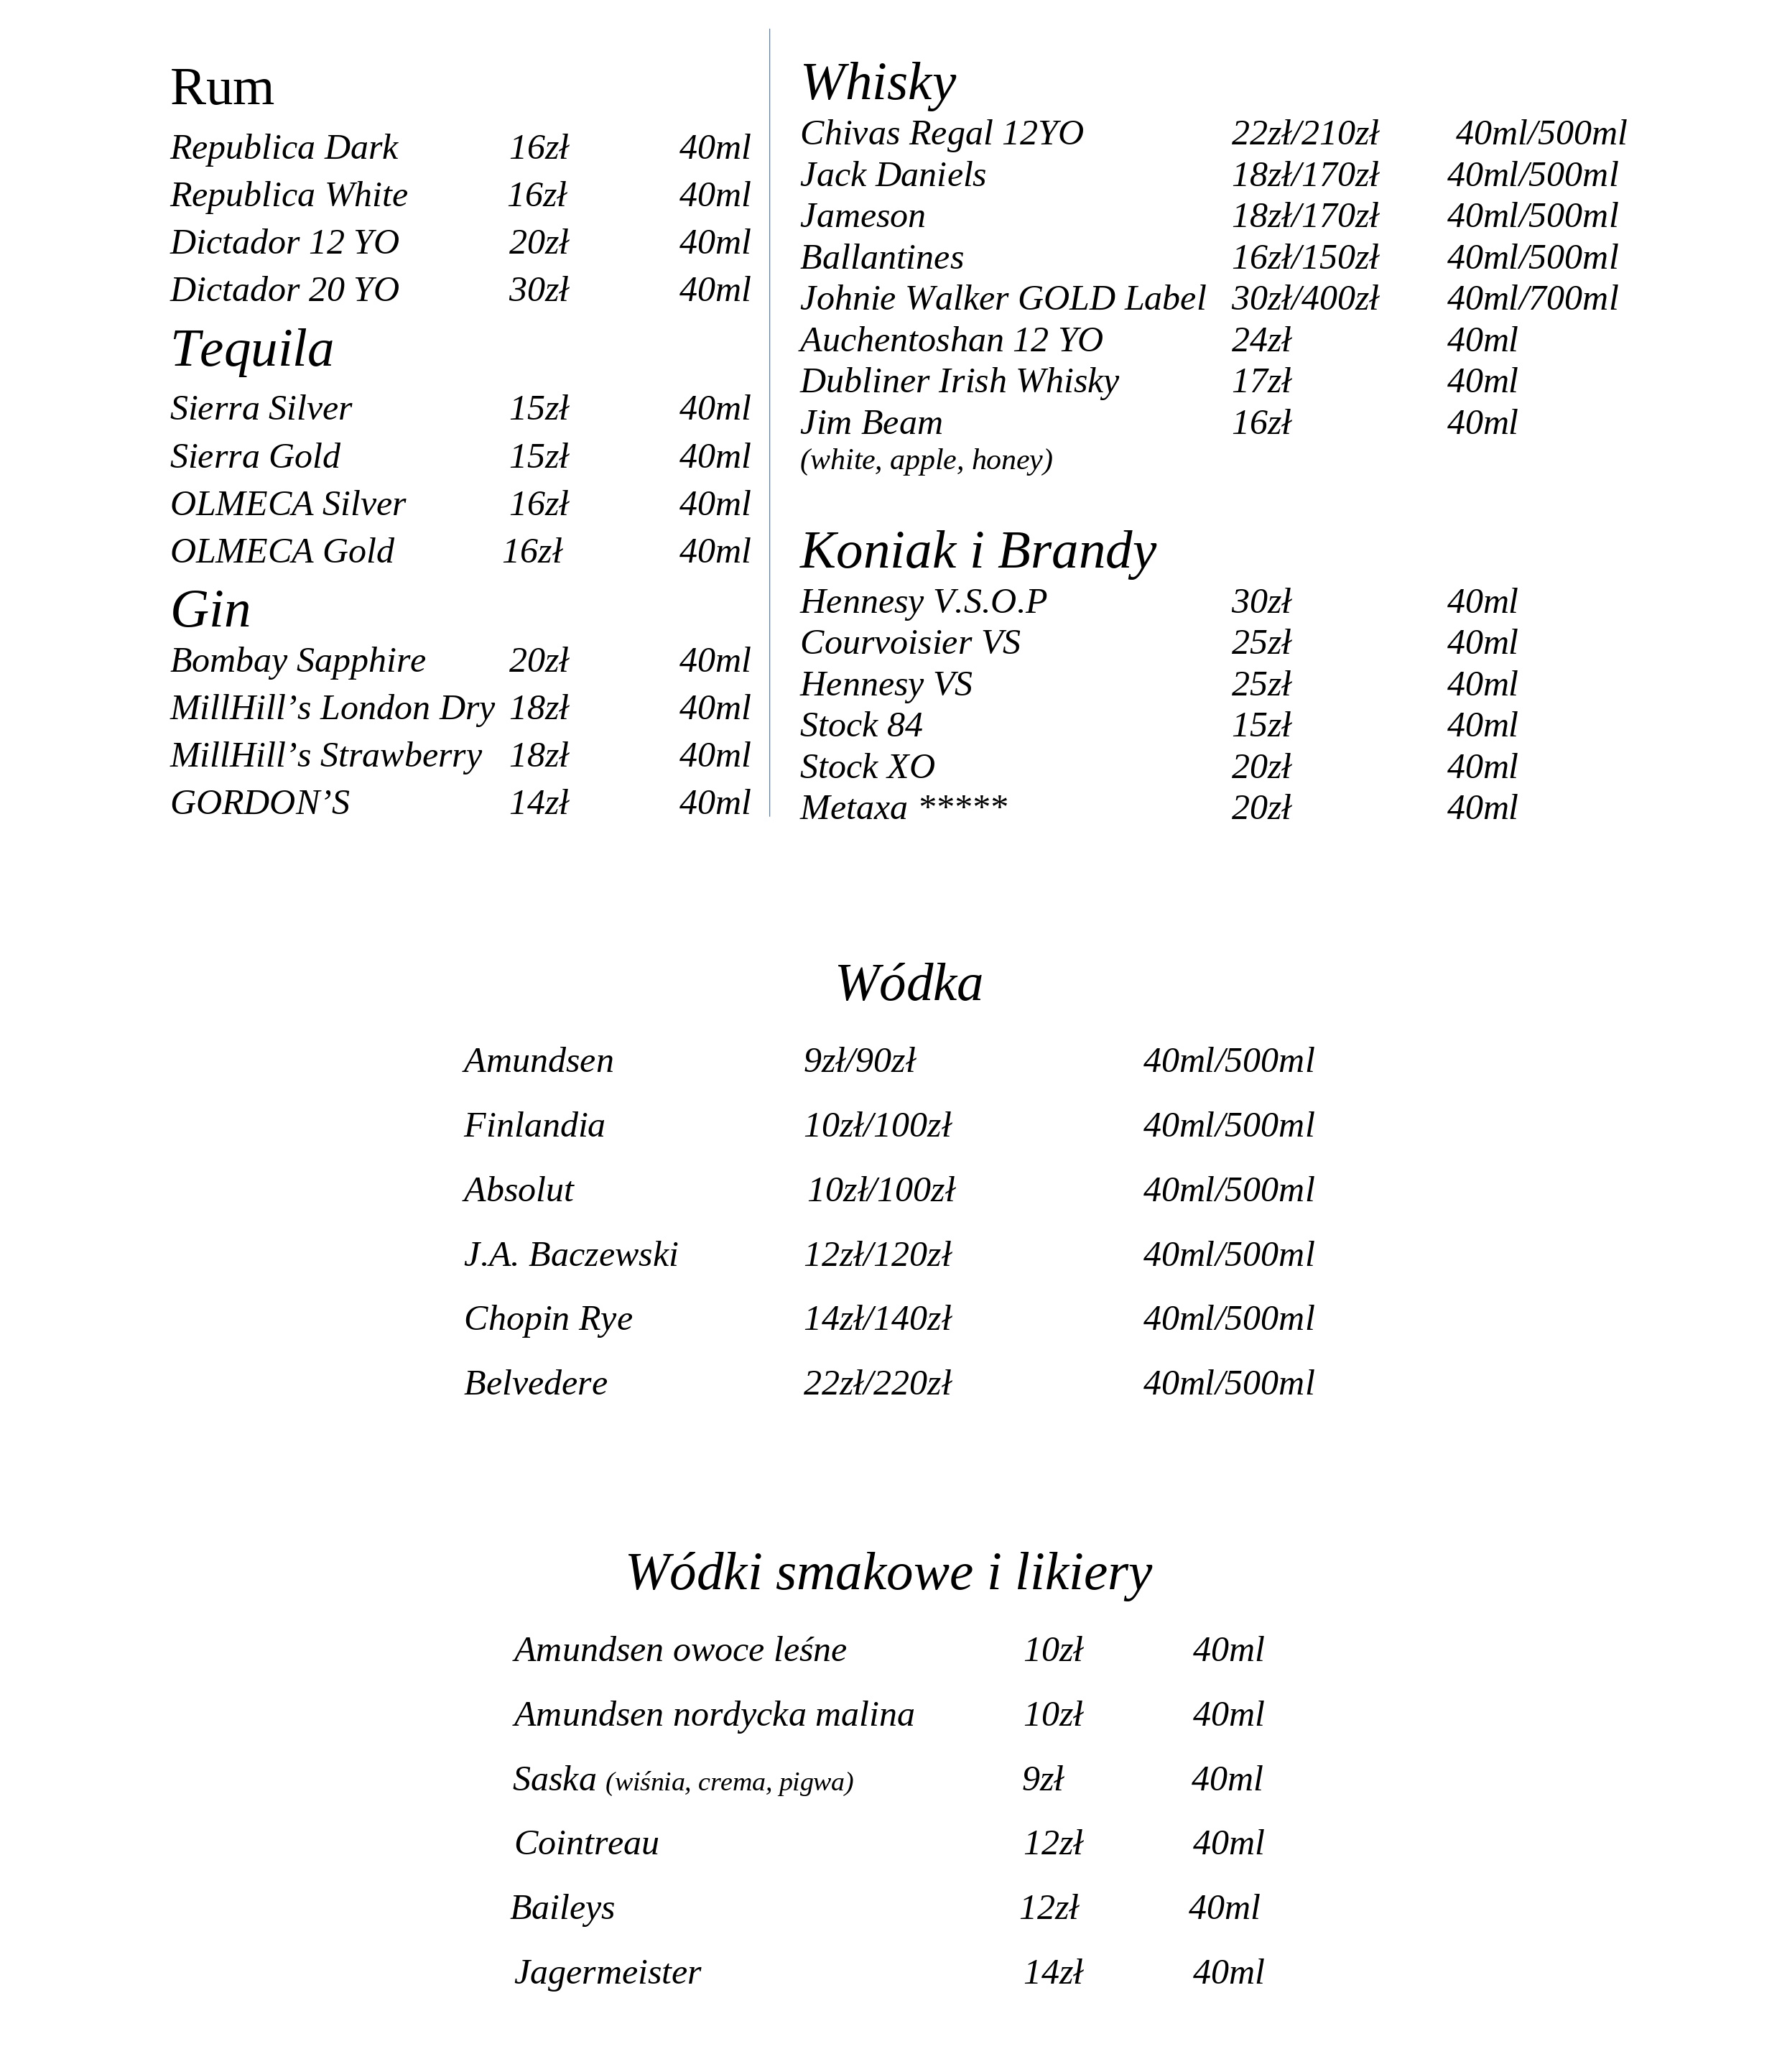 Rum
Republica Dark 16zł 40ml
Republica White 16zł 40ml
Dictador 12 YO 20zł 40ml
Dictador 20 YO 30zł 40ml
Tequila
Sierra Silver 15zł 40ml
Sierra Gold 15zł 40ml
OLMECA Silver 16zł 40ml
OLMECA Gold 16zł 40ml
Gin
Bombay Sapphire 20zł 40ml
MillHill’s London Dry 18zł 40ml
MillHill’s Strawberry 18zł 40ml
GORDON’S 14zł 40ml
Whisky
Chivas Regal 12YO 22zł/210zł 40ml/500ml
Jack Daniels 18zł/170zł 40ml/500ml
Jameson 18zł/170zł 40ml/500ml
Ballantines 16zł/150zł 40ml/500ml
Johnie Walker GOLD Label 30zł/400zł 40ml/700ml
Auchentoshan 12 YO 24zł 40ml
Dubliner Irish Whisky 17zł 40ml
Jim Beam 16zł 40ml
(white, apple, honey)
Koniak i Brandy
Hennesy V.S.O.P 30zł 40ml
Courvoisier VS 25zł 40ml
Hennesy VS 25zł 40ml
Stock 84 15zł 40ml
Stock XO 20zł 40ml
Metaxa ***** 20zł 40ml
Wódka
Amundsen 9zł/90zł 40ml/500ml
Finlandia 10zł/100zł 40ml/500ml
Absolut 10zł/100zł 40ml/500ml
J.A. Baczewski 12zł/120zł 40ml/500ml
Chopin Rye 14zł/140zł 40ml/500ml
Belvedere 22zł/220zł 40ml/500ml
Wódki smakowe i likiery
Amundsen owoce leśne 10zł 40ml
Amundsen nordycka malina 10zł 40ml
Saska (wiśnia, crema, pigwa) 9zł 40ml
Cointreau 12zł 40ml
Baileys 12zł 40ml
Jagermeister 14zł 40ml